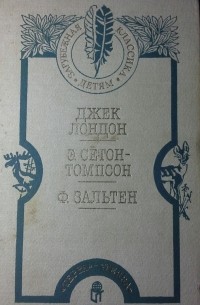 ЗАРУБЕЖНАЯ КЛАССИКА – ДЕТЯМ
ДЖЕК
ЛОНДОН
Э. СЕТОН-
ТОМПСОН
Ф. ЗАЛЬТЕН